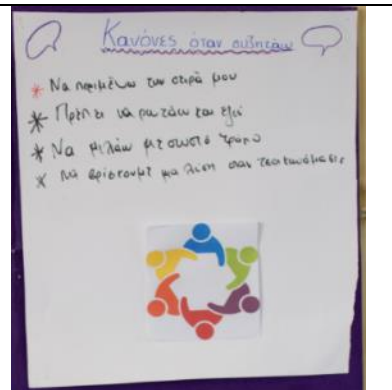 Κανόνες όταν συζητάω
* Να περιμένω την σειρά μου
* Πρέπει να ρωτάω και εγώ
* Να μιλάω με σωστό τρόπο
* Να βρίσκουμε μια λύση σαν